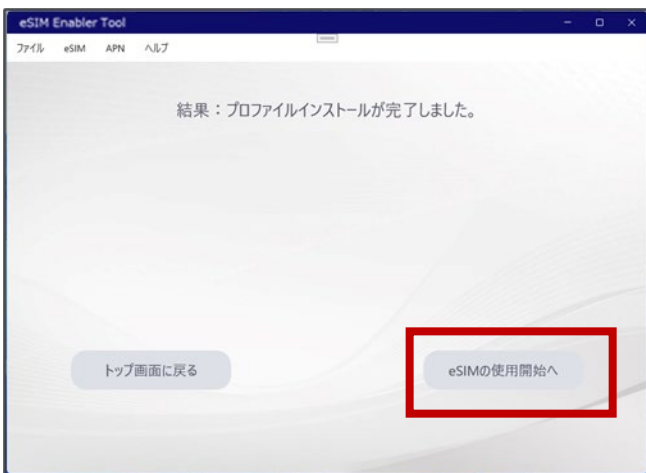 eSIM Enabler Tool
ファイル eSIM APN ヘルプ
結果：プロファイルインストールが完了しました。
トップ画面に戻る
eSIMの使用開始へ